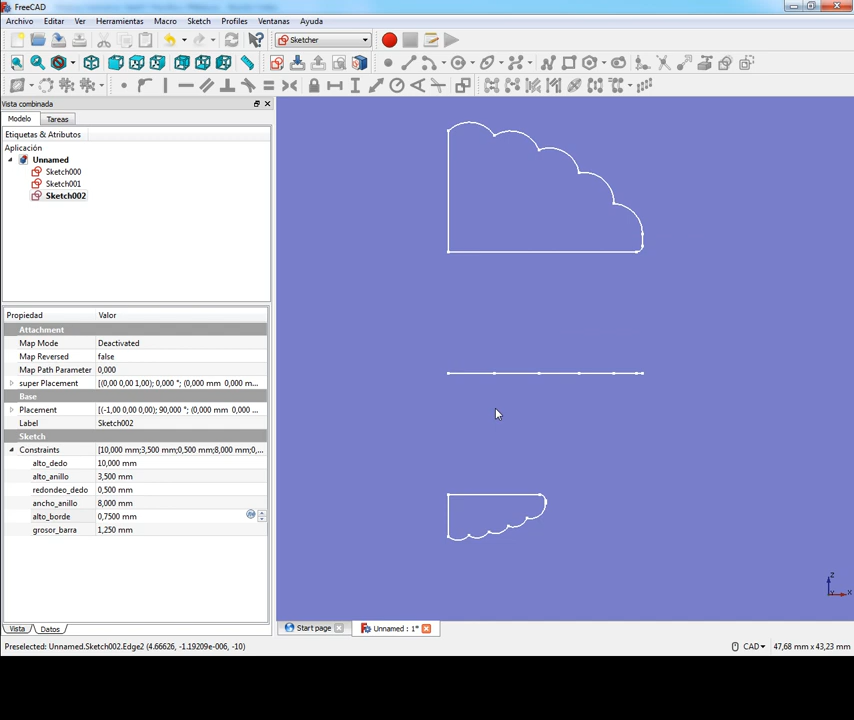 FreeCAD
Archivo Editar Ver Herramientas Macro Sketch Profiles Ventanas Ayuda
Sketcher
Vista combinada
Modelo Tareas
Etiquetas & Atributos
Aplicación
Unnamed
Sketch000
Sketch001
Sketch002
Propiedad Valor
Attachment
Map Mode Deactivated
Map Reversed false
Map Path Parameter 0,000
super Placement [(0,00 0,00 1,00); 0,000 °; (0,000 mm 0,000 m...
Base
Placement [(-1,00 0,00 0,00); 90,000 °; (0,000 mm 0,000 ...
Label Sketch002
Sketch
Constraints [10,000 mm;3,500 mm;0,500 mm;8,000 mm;0,...
alto_dedo 10,000 mm
alto_anillo 3,500 mm
redondeo_dedo 0,500 mm
ancho_anillo 8,000 mm
alto_borde 0,7500 mm
grosor_barra 1,250 mm
Z
Y X
Vista Datos
Start page Unnamed : 1*
Preselected: Unnamed.Sketch002.Edge2 (4.66626, -1.19209e-006, -10)
CAD 47,68 mm x 43,23 mm